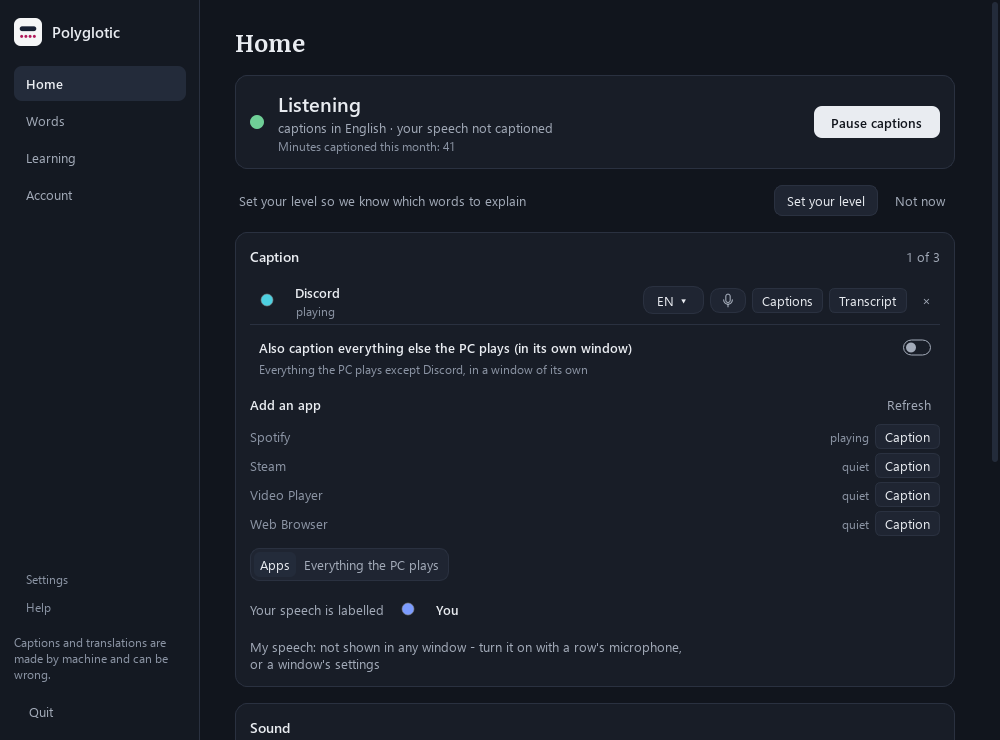 Polyglotic
Home
Words
Learning
Account
Settings
Help
Captions and translations are
made by machine and can be
wrong.
Quit
Home
Listening
captions in English · your speech not captioned
Minutes captioned this month: 41
Pause captions
Set your level so we know which words to explain
Set your level
Not now
Caption
1 of 3
Discord
playing
EN ▾
Captions
Transcript
×
Also caption everything else the PC plays (in its own window)
Everything the PC plays except Discord, in a window of its own
Add an app
Refresh
Spotify
playing
Caption
Steam
quiet
Caption
Video Player
quiet
Caption
Web Browser
quiet
Caption
Apps
Everything the PC plays
Your speech is labelled
You
My speech: not shown in any window - turn it on with a row's microphone,
or a window's settings
Sound